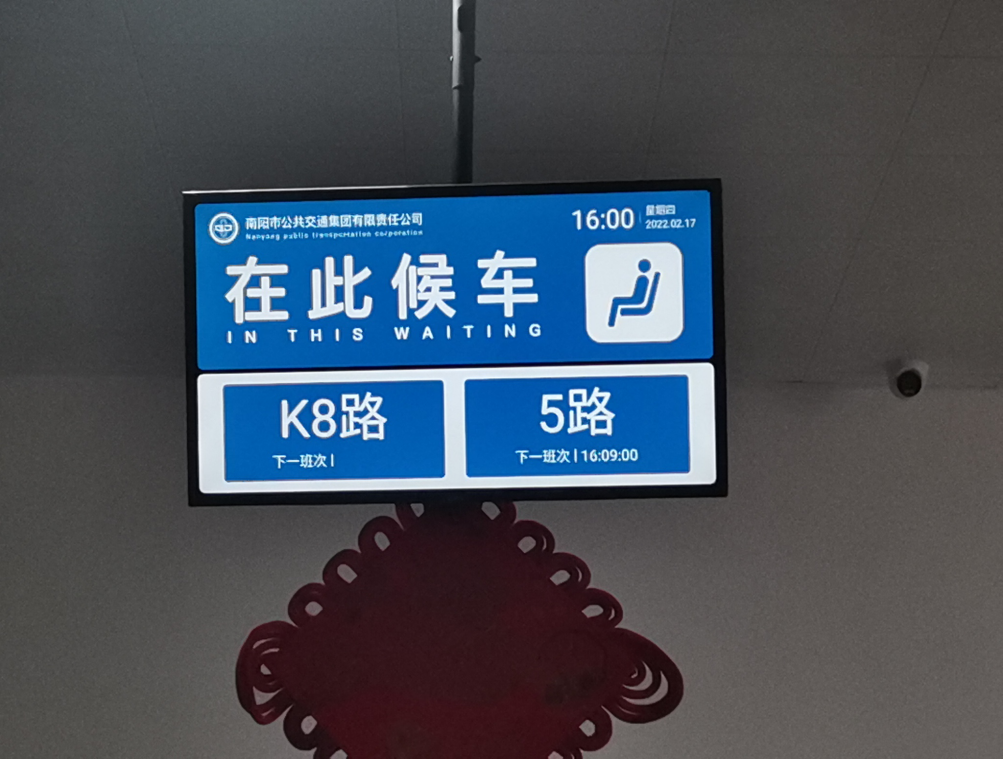 南阳市公共交通集团有限责任公司
Nanyang public transportation corporation
16:00
星期四
2022.02.17
在此候车
IN THIS WAITING
K8路
下一班次 |
5路
下一班次 | 16:09:00